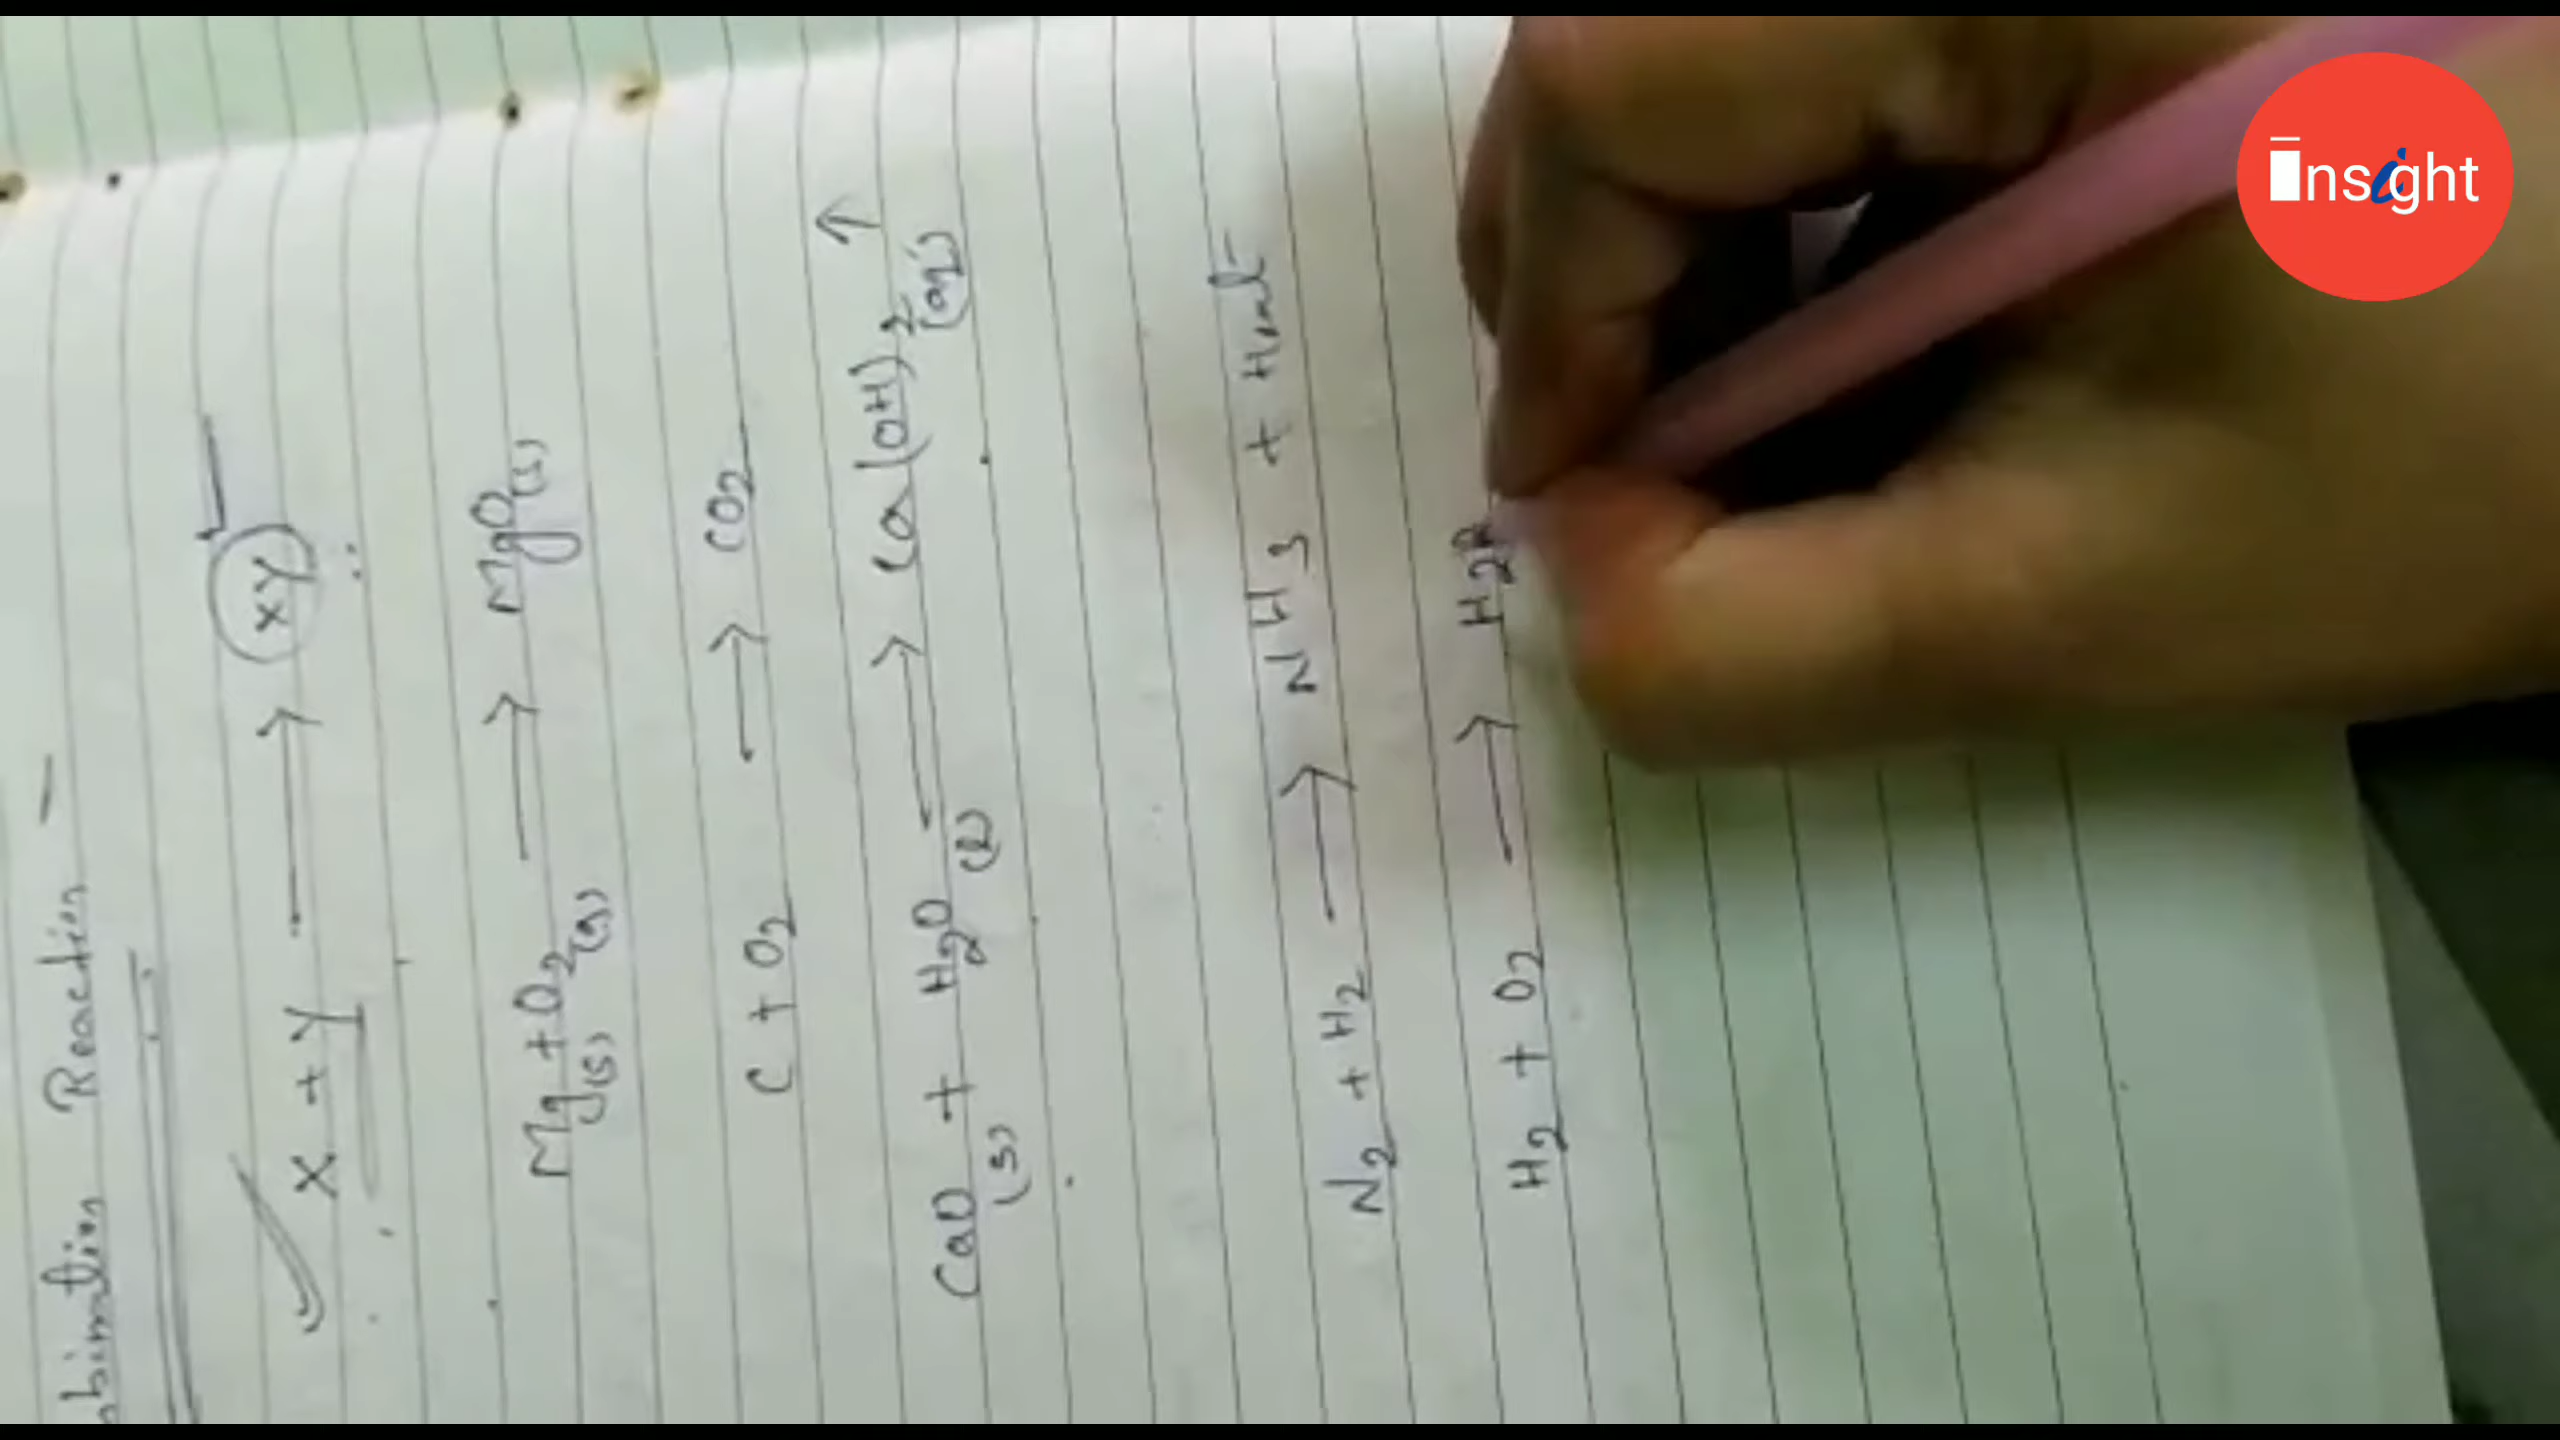 Reaction -
X + Y → XY
Mg(s) + O2(g) → MgO(s)
C + O2 → CO2
CaO(s) + H2O(l) → Ca(OH)2(aq) ↑
N2 + H2 → NH3 + Heat
H2 + O2 → H2
Insight